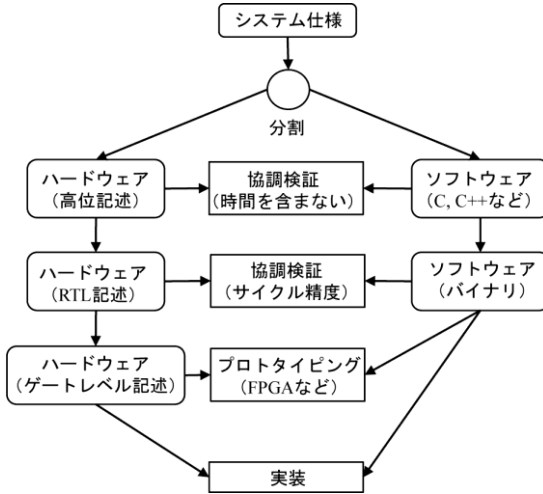 システム仕様
分割
ハードウェア
(高位記述)
協調検証
(時間を含まない)
ソフトウェア
(C, C++など)
ハードウェア
(RTL記述)
協調検証
(サイクル精度)
ソフトウェア
(バイナリ)
ハードウェア
(ゲートレベル記述)
プロトタイピング
(FPGAなど)
実装